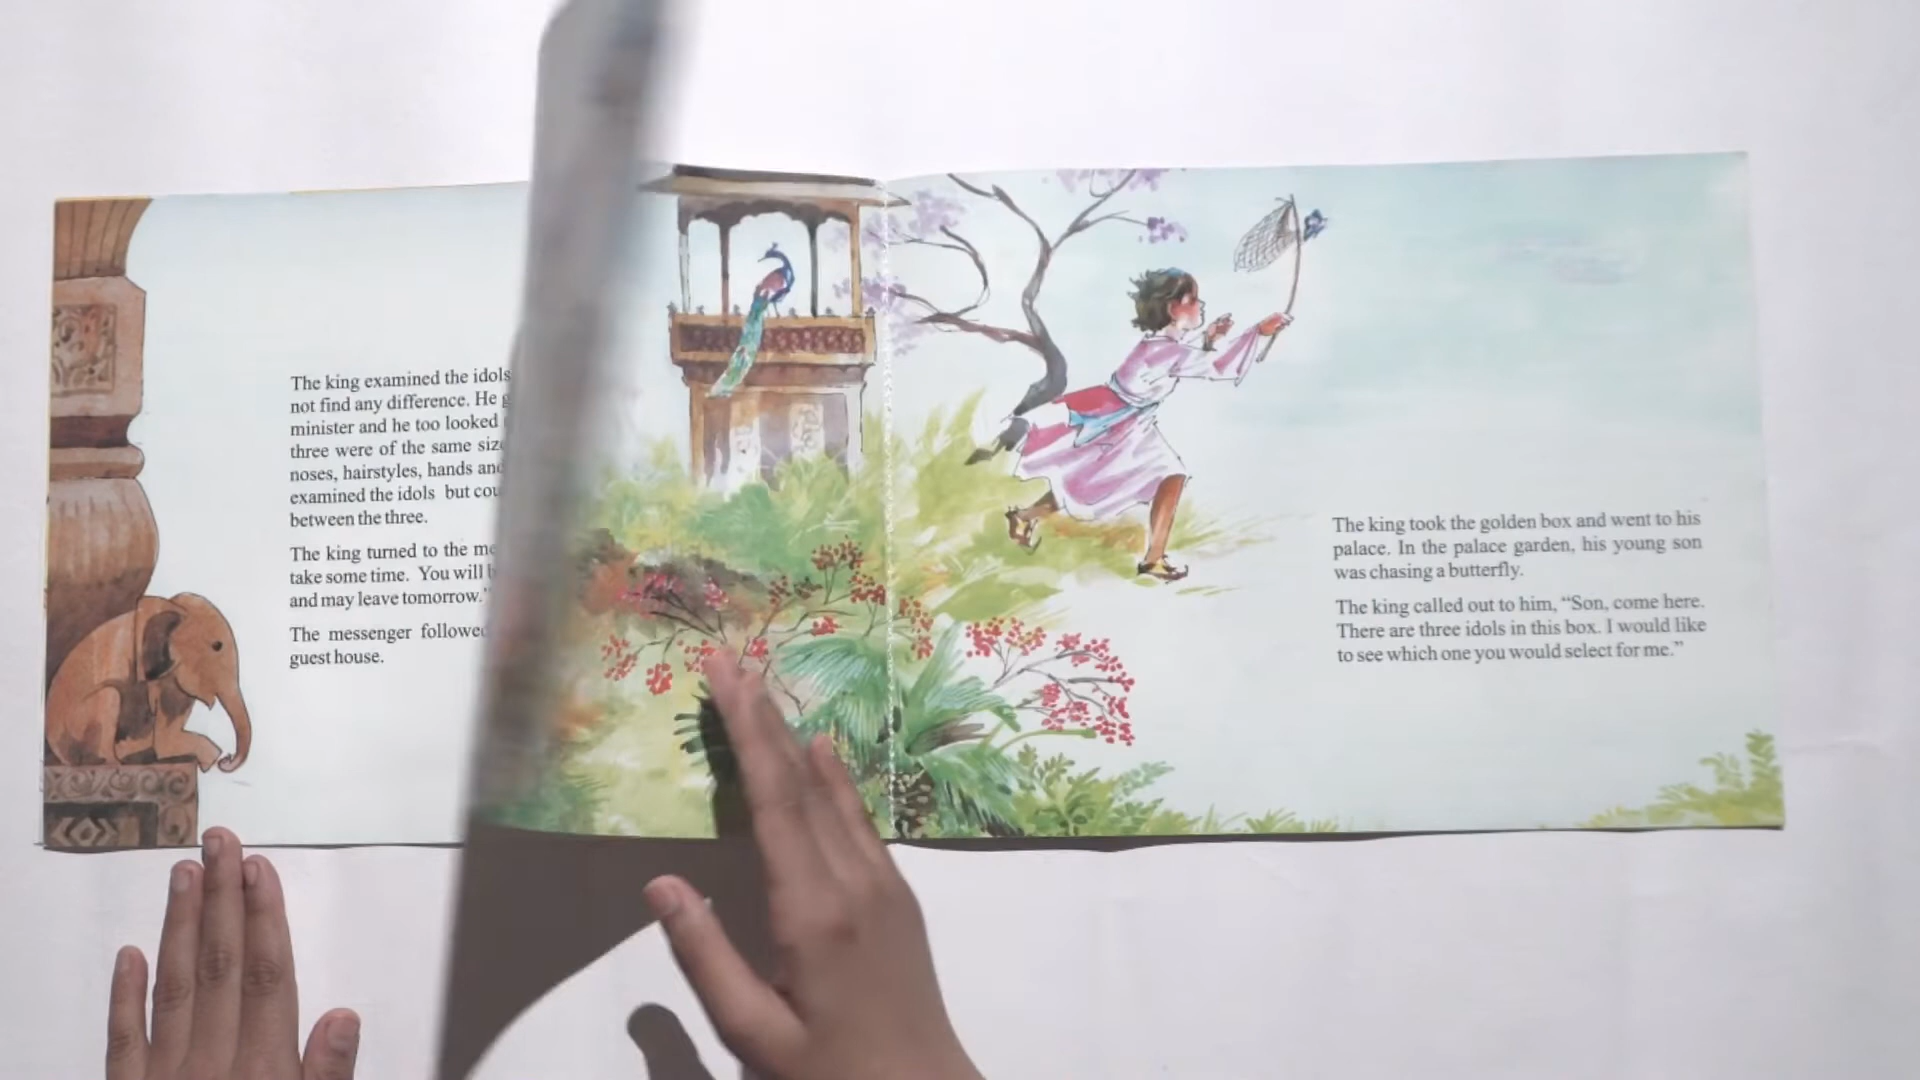 The king examined the idols
not find any difference. He
minister and he too looked
three were of the same
noses, hairstyles, hands and
examined the idols but
between the three.
The king turned to the
take some time. You will
and may leave tomorrow."
The messenger followed
guest house.
The king took the golden box and went to his
palace. In the palace garden, his young son
was chasing a butterfly.
The king called out to him, “Son, come here.
There are three idols in this box. I would like
to see which one you would select for me.”